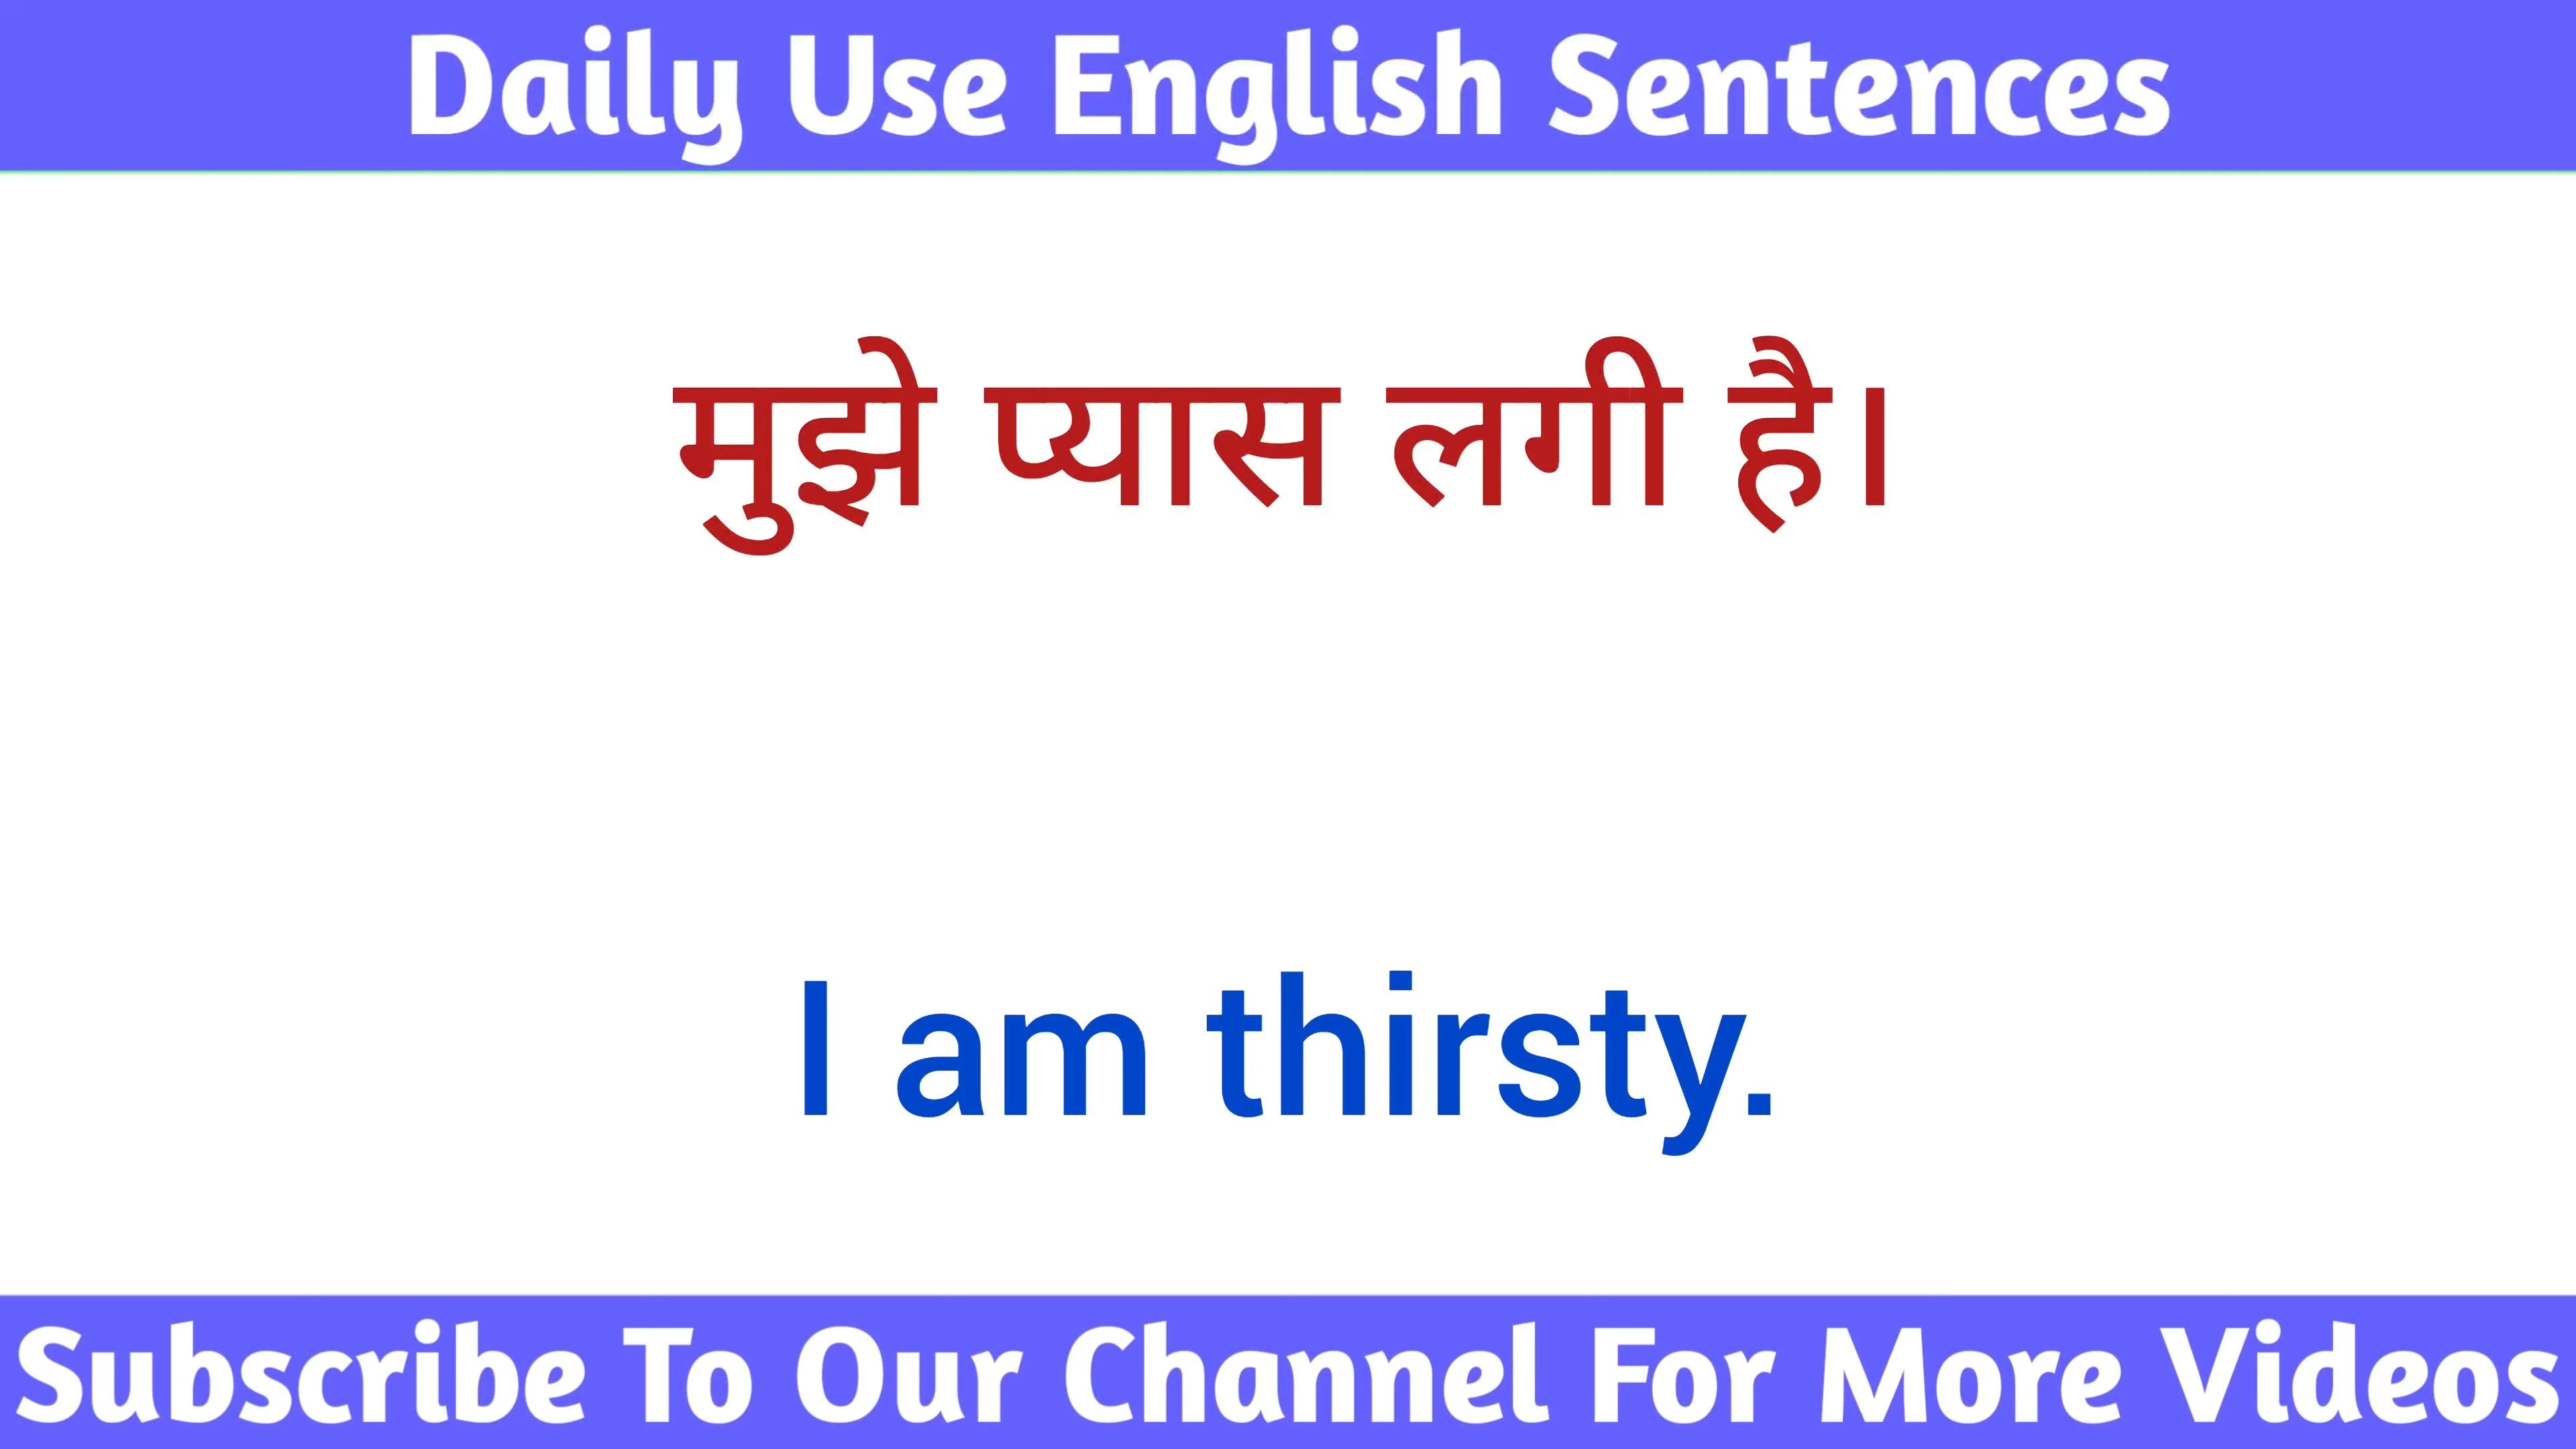 Daily Use English Sentences
मुझे प्यास लगी है।
I am thirsty.
Subscribe To Our Channel For More Videos